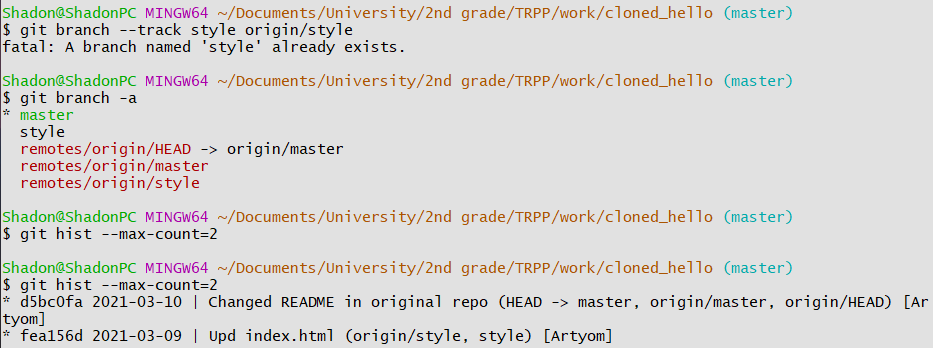 Shadon@ShadonPC MINGW64 ~/Documents/University/2nd grade/TRPP/work/cloned_hello (master)
$ git branch --track style origin/style
fatal: A branch named 'style' already exists.
Shadon@ShadonPC MINGW64 ~/Documents/University/2nd grade/TRPP/work/cloned_hello (master)
$ git branch -a
* master
  style
  remotes/origin/HEAD -> origin/master
  remotes/origin/master
  remotes/origin/style
Shadon@ShadonPC MINGW64 ~/Documents/University/2nd grade/TRPP/work/cloned_hello (master)
$ git hist --max-count=2
Shadon@ShadonPC MINGW64 ~/Documents/University/2nd grade/TRPP/work/cloned_hello (master)
$ git hist --max-count=2
* d5bc0fa 2021-03-10 | Changed README in original repo (HEAD -> master, origin/master, origin/HEAD) [Ar
tyom]
* fea156d 2021-03-09 | Upd index.html (origin/style, style) [Artyom]